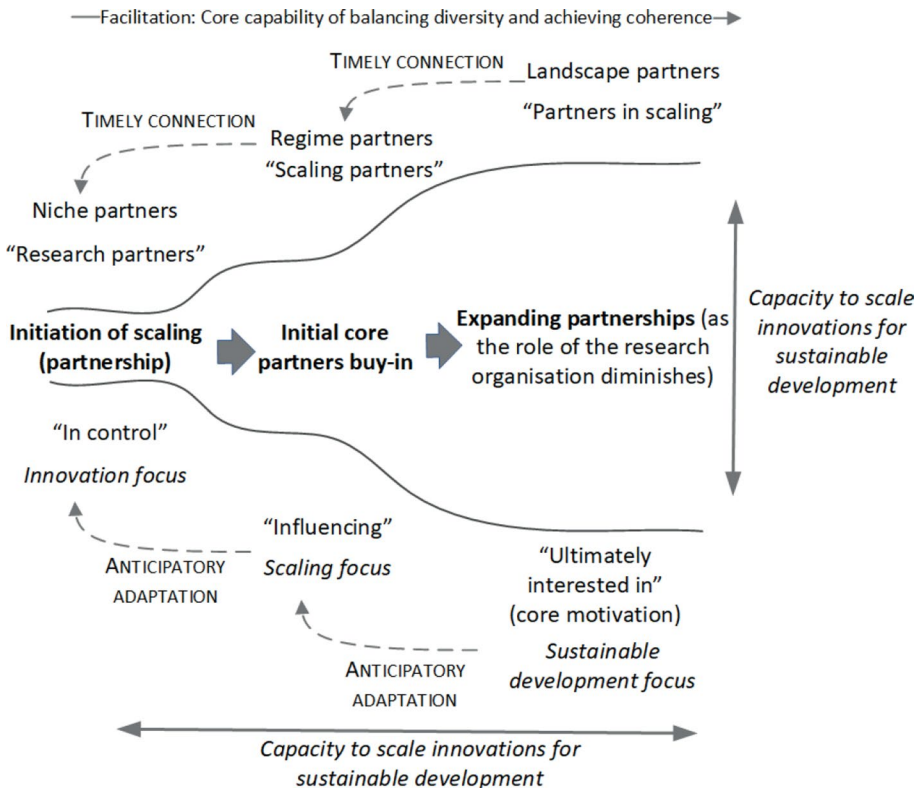 Facilitation: Core capability of balancing diversity and achieving coherence
TIMELY CONNECTION
Landscape partners
“Partners in scaling”
TIMELY CONNECTION
Regime partners
“Scaling partners”
Niche partners
“Research partners”
Initiation of scaling
(partnership)
Initial core
partners buy-in
Expanding partnerships (as
the role of the research
organisation diminishes)
Capacity to scale
innovations for
sustainable
development
“In control”
Innovation focus
ANTICIPATORY
ADAPTATION
“Influencing”
Scaling focus
ANTICIPATORY
ADAPTATION
“Ultimately
interested in”
(core motivation)
Sustainable
development focus
Capacity to scale innovations for
sustainable development